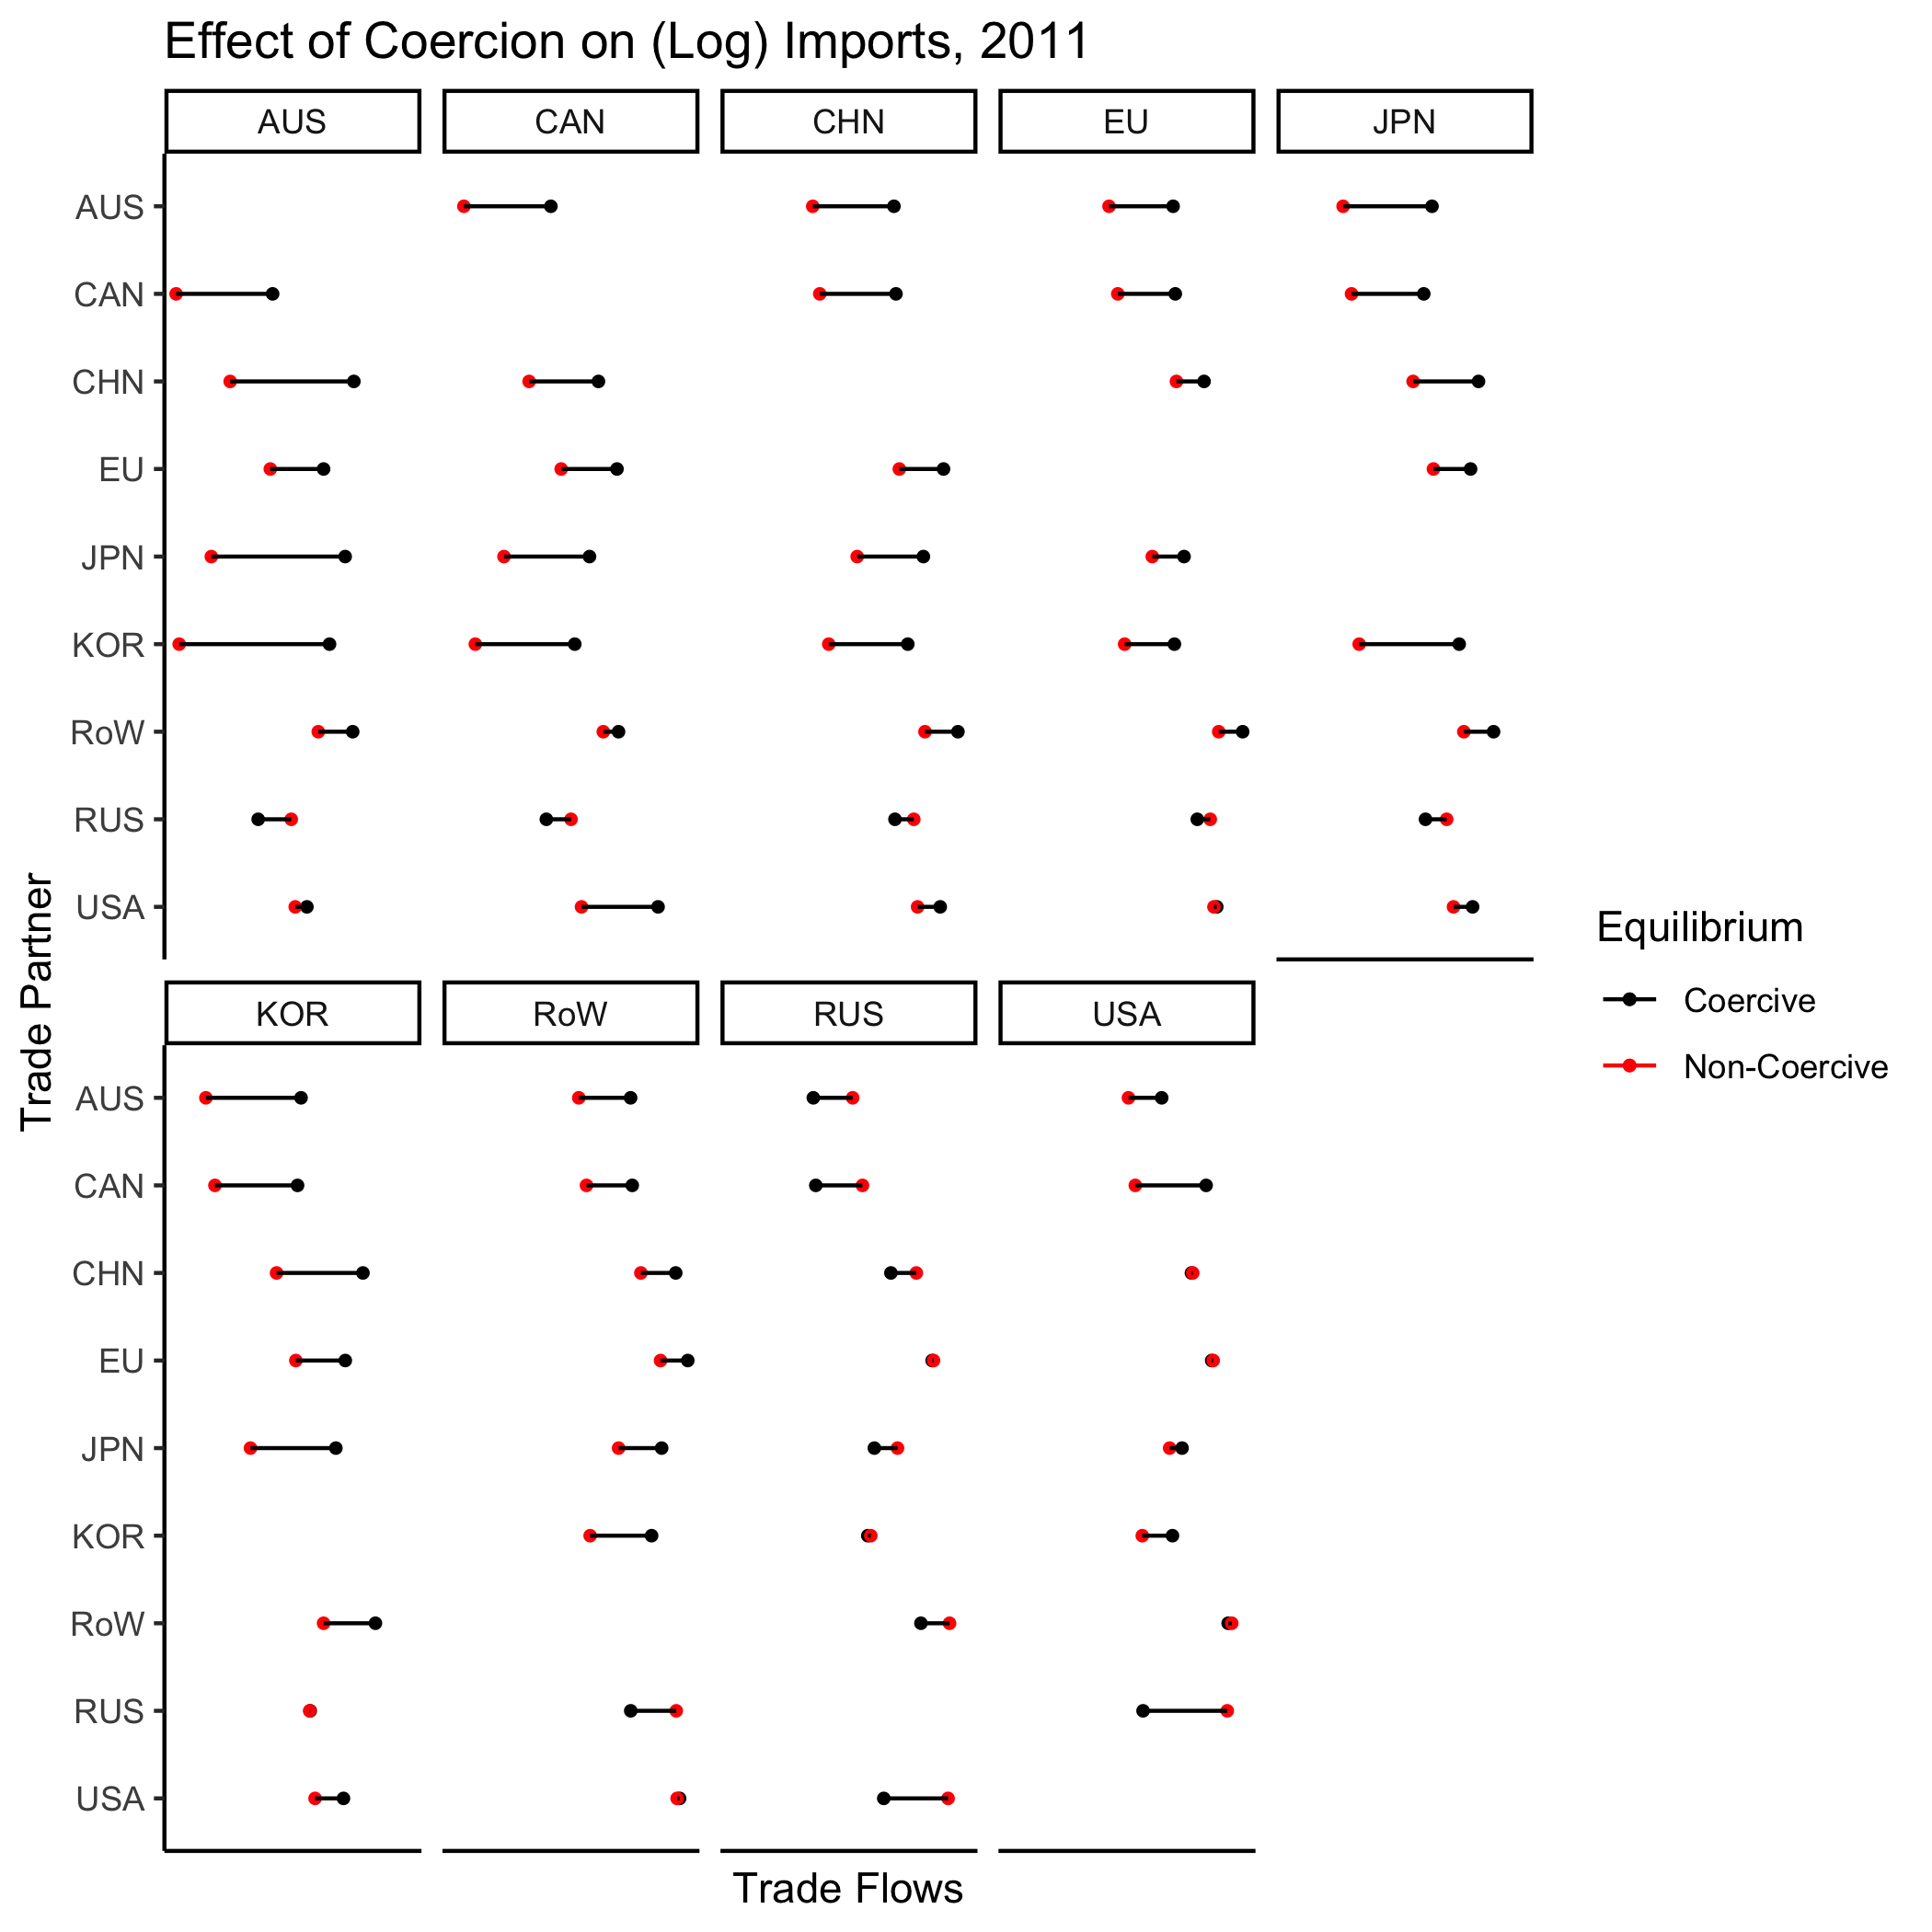 Effect of Coercion on (Log) Imports, 2011
AUS CAN CHN EU JPN
AUS
CAN
CHN
EU
JPN
KOR
RoW
RUS
USA
KOR RoW RUS USA
AUS
CAN
CHN
EU
JPN
KOR
RoW
RUS
USA
Trade Partner
Trade Flows
Equilibrium
Coercive
Non-Coercive